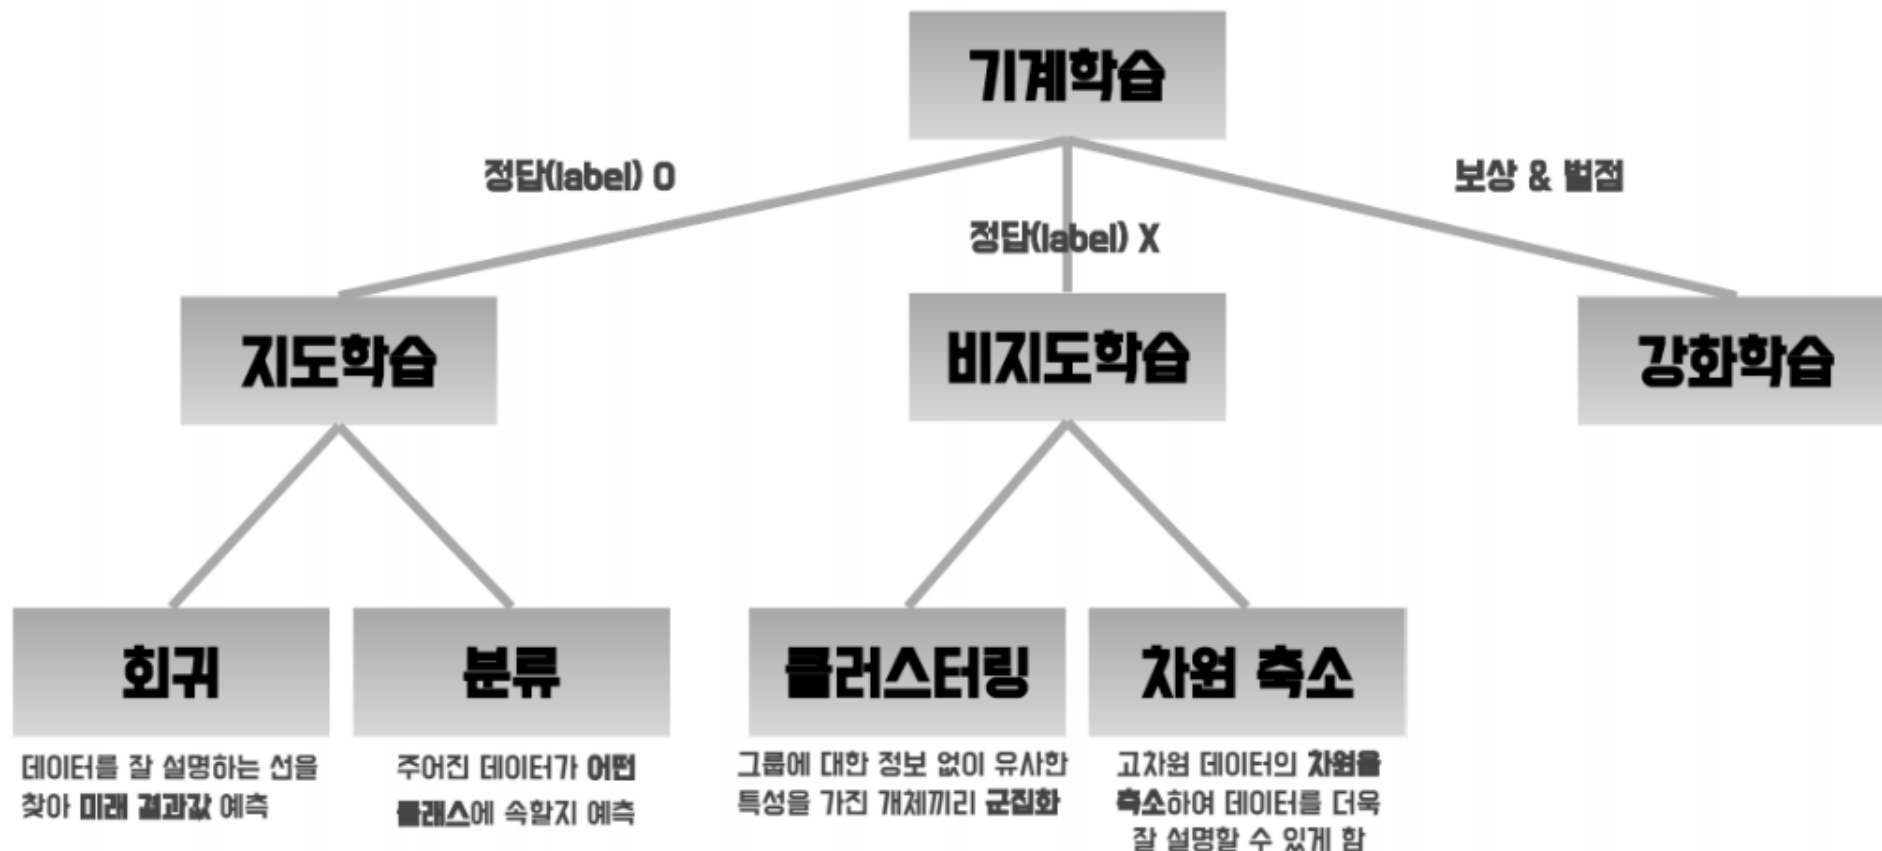 기계학습
정답(label) O
보상 & 벌점
정답(label) X
지도학습
비지도학습
강화학습
회귀
분류
클러스터링
차원 축소
데이터를 잘 설명하는 선을
찾아 미래 결과값 예측
주어진 데이터가 어떤
클래스에 속할지 예측
그룹에 대한 정보 없이 유사한
특성을 가진 개체끼리 군집화
고차원 데이터의 차원을
축소하여 데이터를 더욱
잘 설명할 수 있게 함